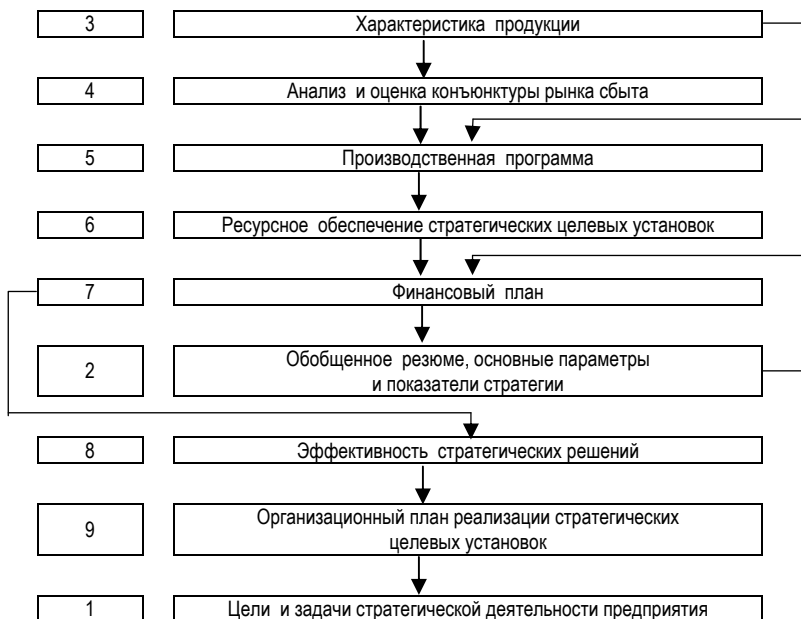 3
Характеристика продукции
4
Анализ и оценка конъюнктуры рынка сбыта
5
Производственная программа
6
Ресурсное обеспечение стратегических целевых установок
7
Финансовый план
2
Обобщенное резюме, основные параметры
и показатели стратегии
8
Эффективность стратегических решений
9
Организационный план реализации стратегических
целевых установок
1
Цели и задачи стратегической деятельности предприятия